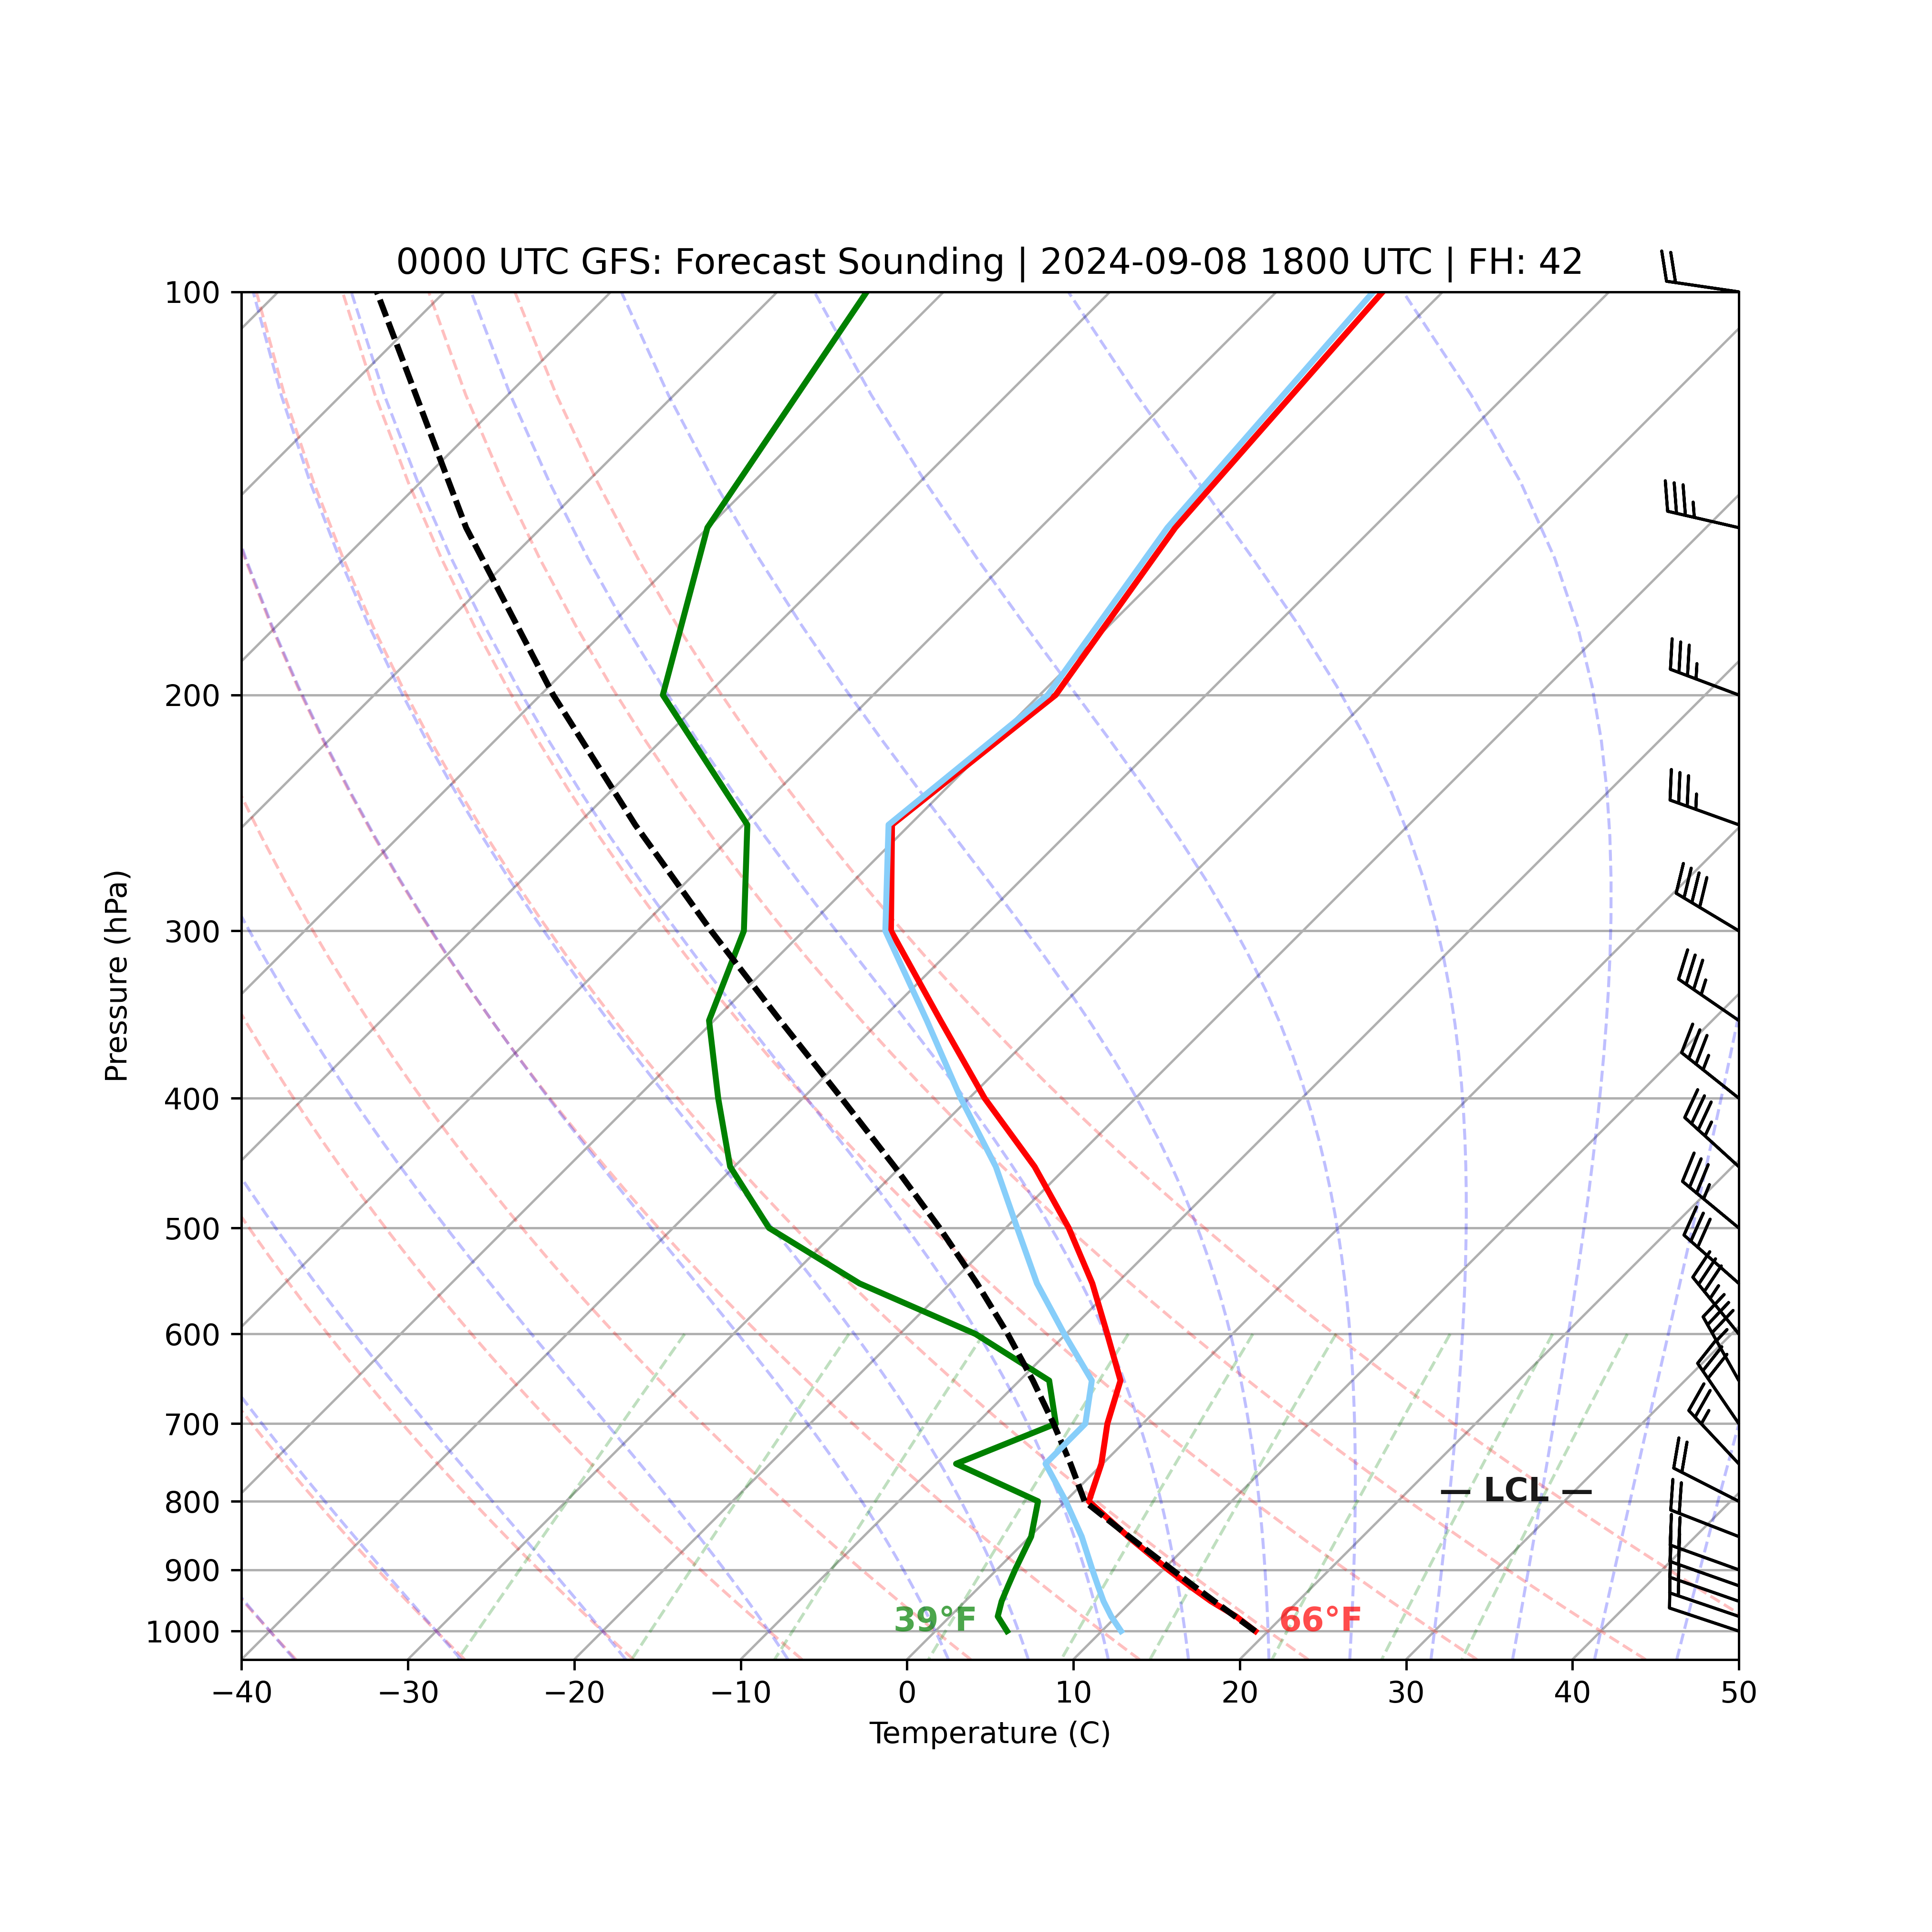 0000 UTC GFS: Forecast Sounding | 2024-09-08 1800 UTC | FH: 42
100
200
300
400
500
600
700
800
900
1000
Pressure (hPa)
— LCL —
39°F
66°F
−40 −30 −20 −10 0 10 20 30 40 50
Temperature (C)